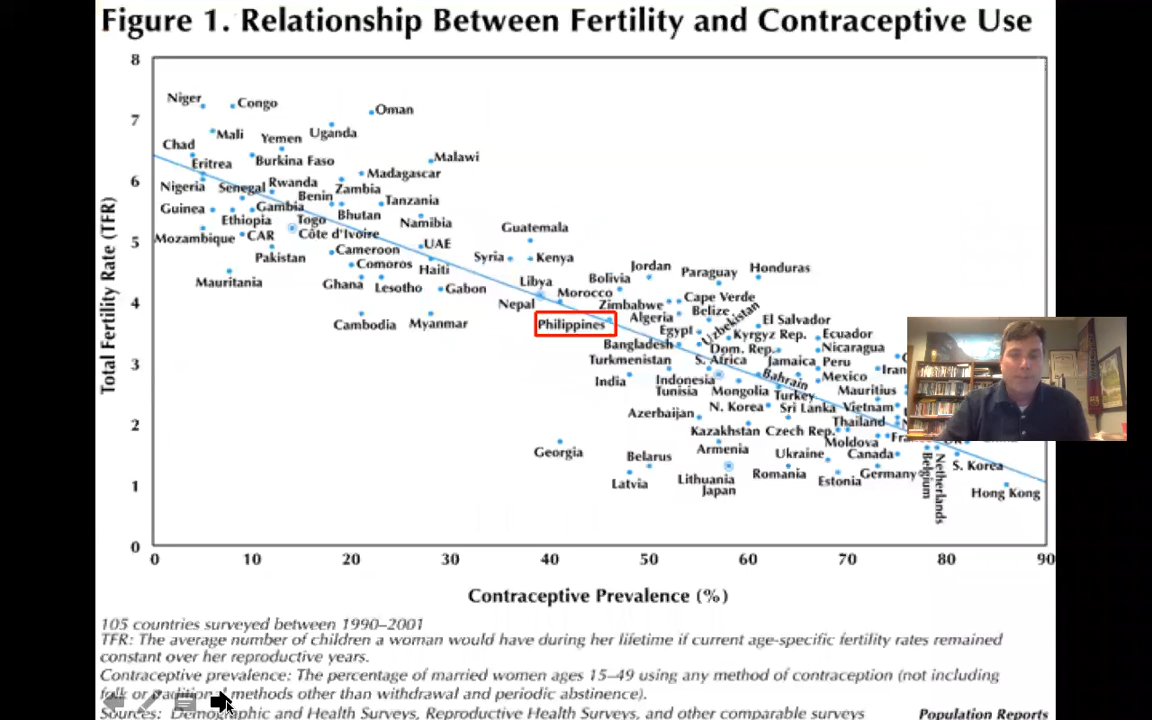 Figure 1. Relationship Between Fertility and Contraceptive Use
8
Niger
Congo
Oman
7
Mali
Yemen
Uganda
Chad
Eritrea
Burkina Faso
Malawi
Madagascar
6
Nigeria
Senegal
Rwanda
Zambia
Benin
Tanzania
Guinea
Gambia
Ethiopia
Togo
Bhutan
Namibia
Guatemala
5
Mozambique
CAR
Côte d'Ivoire
UAE
Pakistan
Cameroon
Syria
Kenya
Comoros
Haiti
Jordan
Paraguay
Honduras
Mauritania
Ghana
Lesotho
Gabon
Libya
Bolivia
Morocco
4
Nepal
Zimbabwe
Cape Verde
Belize
Cambodia
Myanmar
Philippines
Algeria
Uzbekistan
El Salvador
Egypt
Kyrgyz Rep.
Ecuador
Bangladesh
Dom. Rep.
Nicaragua
3
Turkmenistan
S. Africa
Jamaica
Peru
Iran
India
Indonesia
Bahrain
Mexico
Tunisia
Mongolia
Turkey
Mauritius
Azerbaijan
N. Korea
Sri Lanka
Vietnam
2
Kazakhstan
Czech Rep.
Thailand
Moldova
Georgia
Belarus
Armenia
Ukraine
Canada
S. Korea
1
Latvia
Lithuania
Japan
Romania
Estonia
Germany
Belgium
Netherlands
Hong Kong
0
Total Fertility Rate (TFR)
0 10 20 30 40 50 60 70 80 90
Contraceptive Prevalence (%)
105 countries surveyed between 1990–2001
TFR: The average number of children a woman would have during her lifetime if current age-specific fertility rates remained
constant over her reproductive years.
Contraceptive prevalence: The percentage of married women ages 15–49 using any method of contraception (not including
folk or traditional methods other than withdrawal and periodic abstinence).
Sources: Demographic and Health Surveys, Reproductive Health Surveys, and other comparable surveys
Population Reports